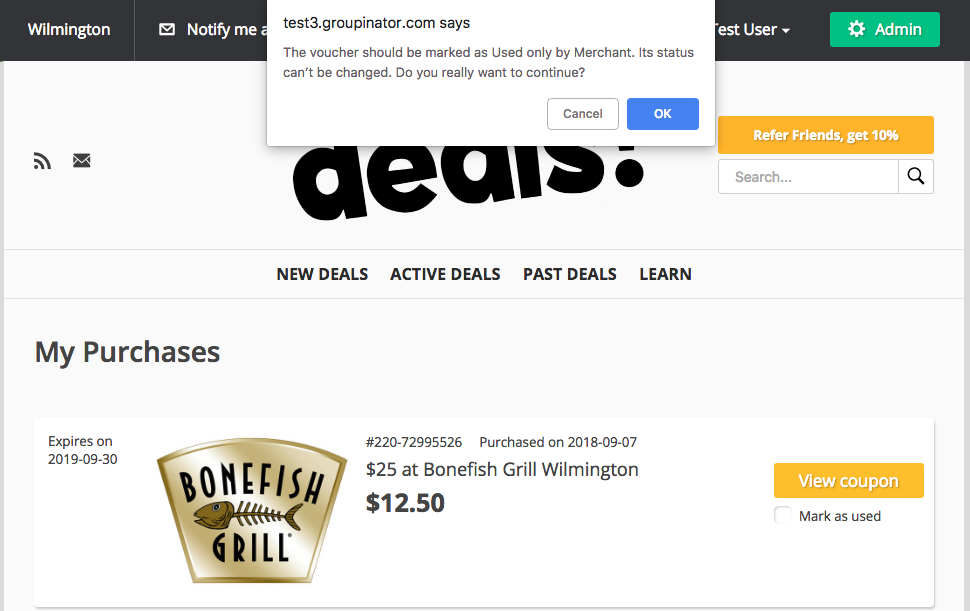 Wilmington
Notify me a
test3.groupinator.com says
The voucher should be marked as Used only by Merchant. Its status
can't be changed. Do you really want to continue?
Cancel
OK
Test User
Admin
deals!
Refer Friends, get 10%
Search...
NEW DEALS
ACTIVE DEALS
PAST DEALS
LEARN
My Purchases
Expires on
2019-09-30
BONEFISH
GRILL
#220-72995526
Purchased on 2018-09-07
$25 at Bonefish Grill Wilmington
$12.50
View coupon
Mark as used